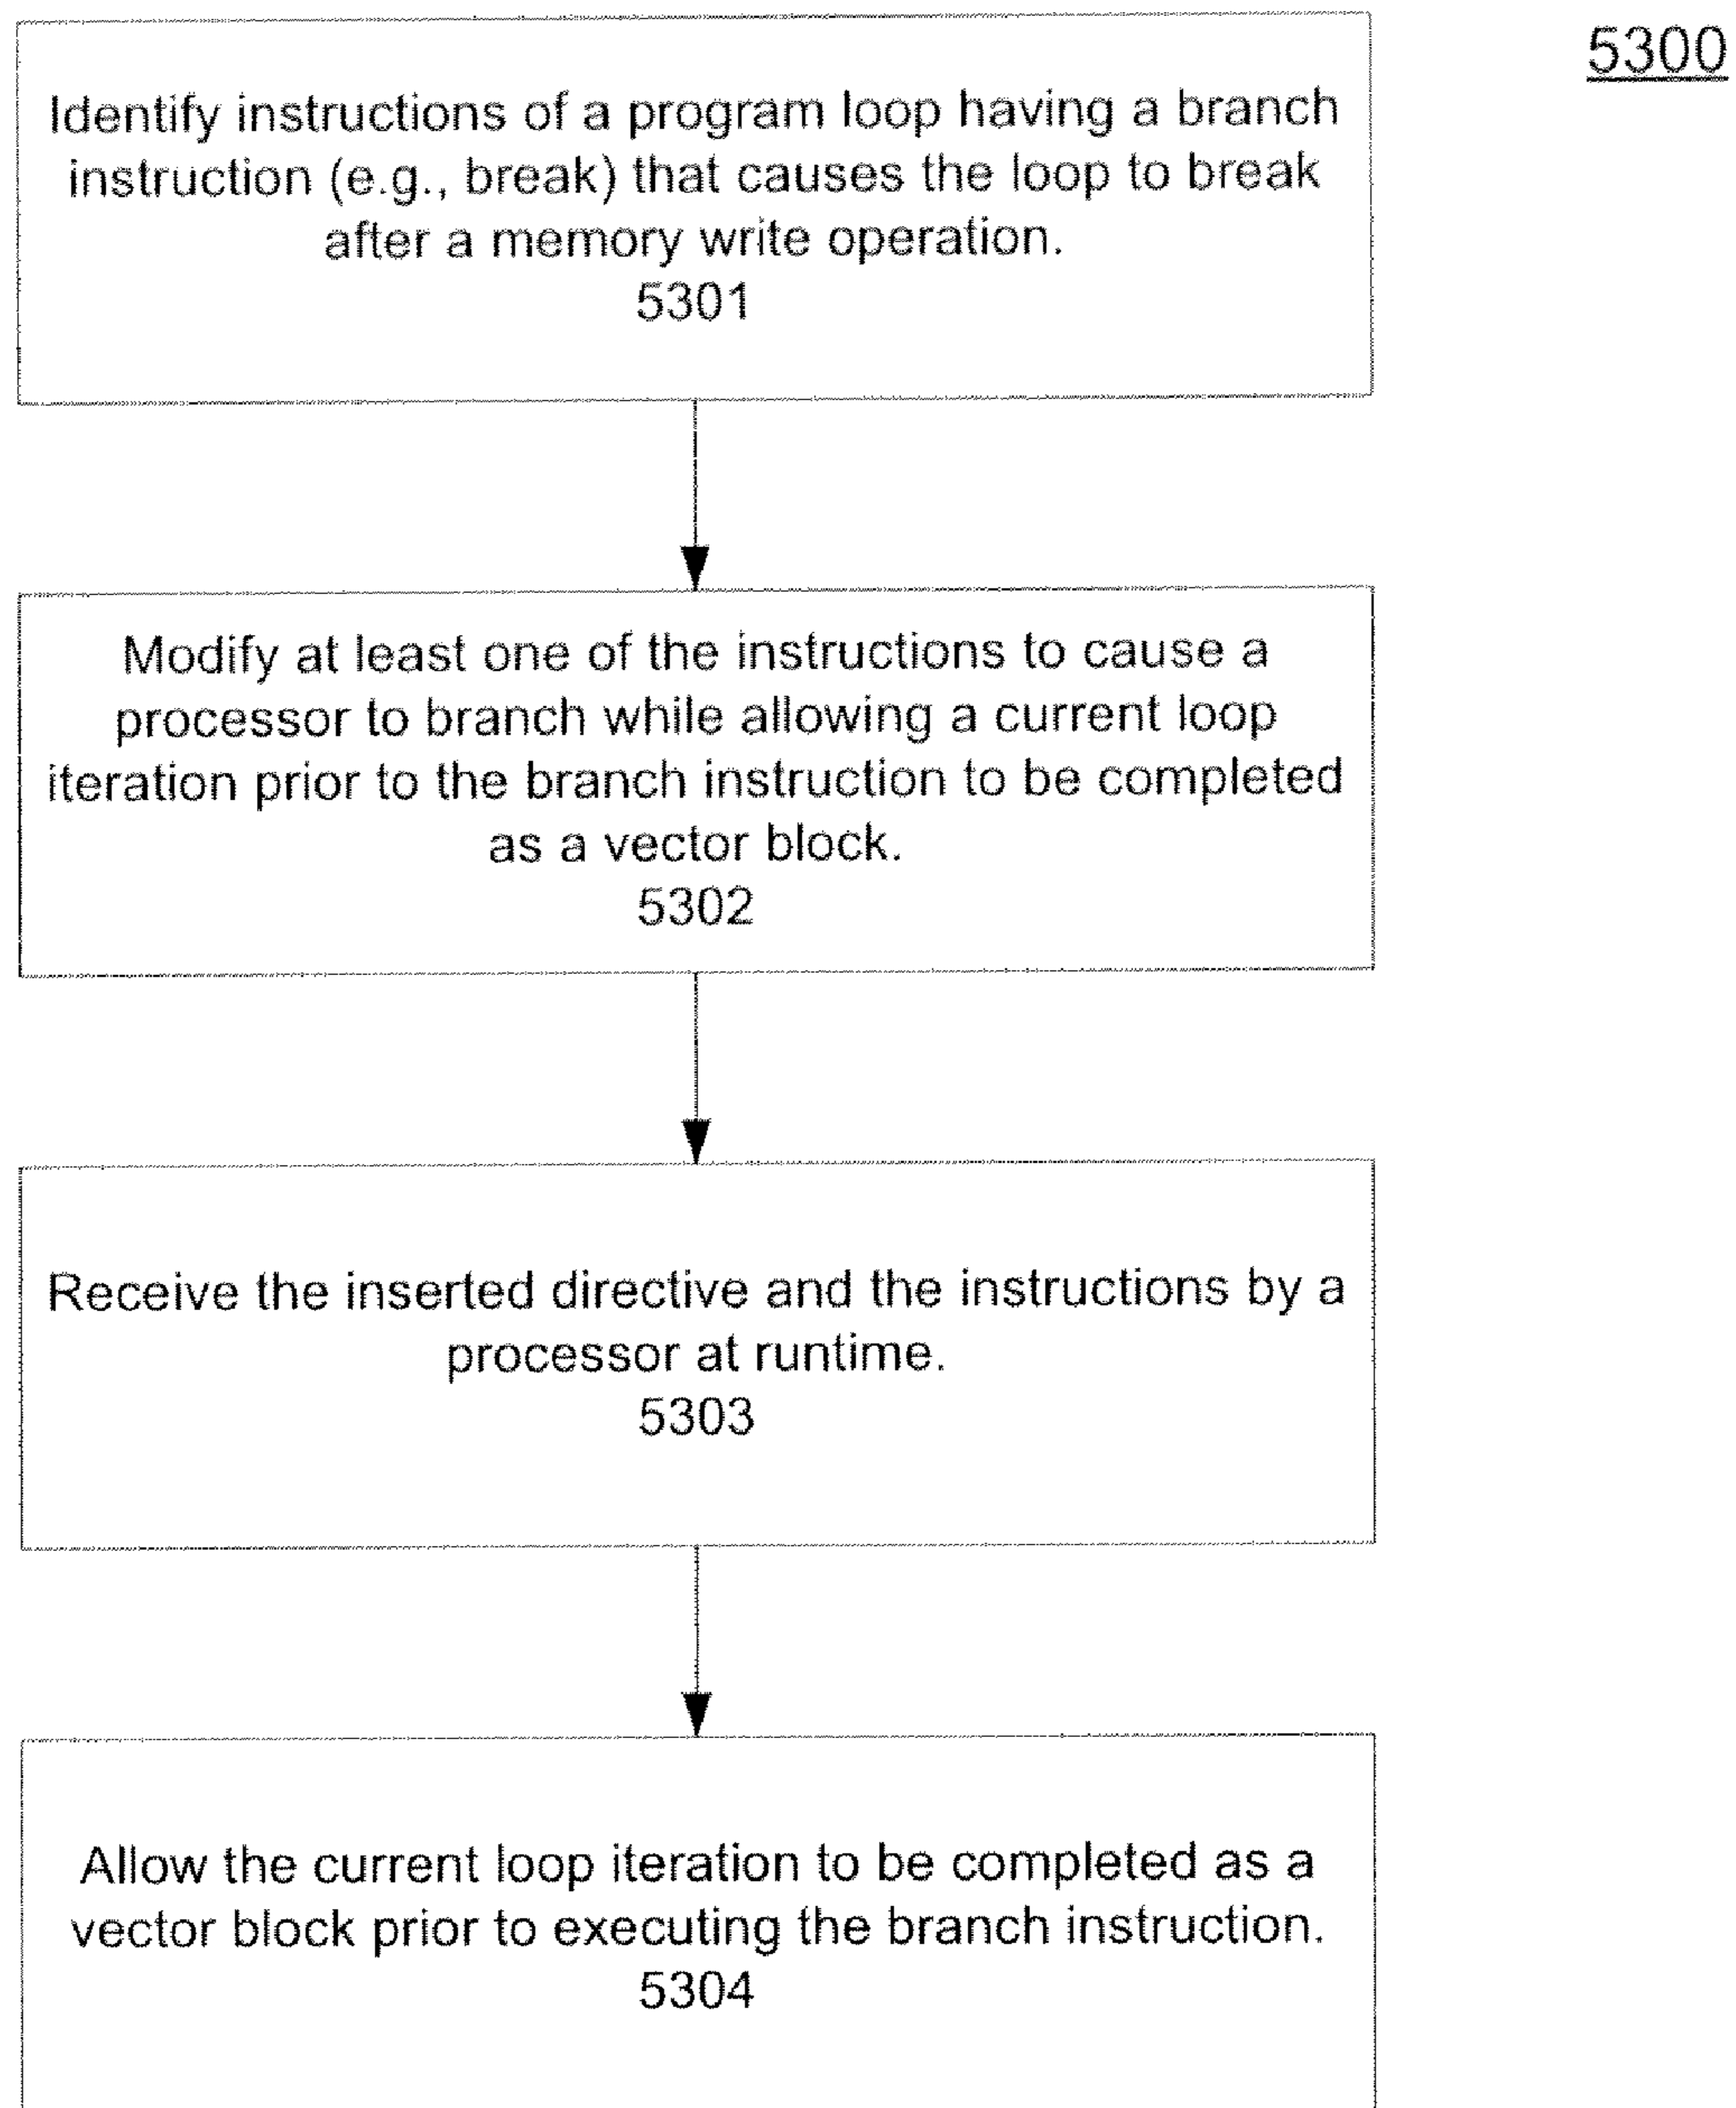 5300
Identify instructions of a program loop having a branch
instruction (e.g., break) that causes the loop to break
after a memory write operation.
5301
Modify at least one of the instructions to cause a
processor to branch while allowing a current loop
iteration prior to the branch instruction to be completed
as a vector block.
5302
Receive the inserted directive and the instructions by a
processor at runtime.
5303
Allow the current loop iteration to be completed as a
vector block prior to executing the branch instruction.
5304